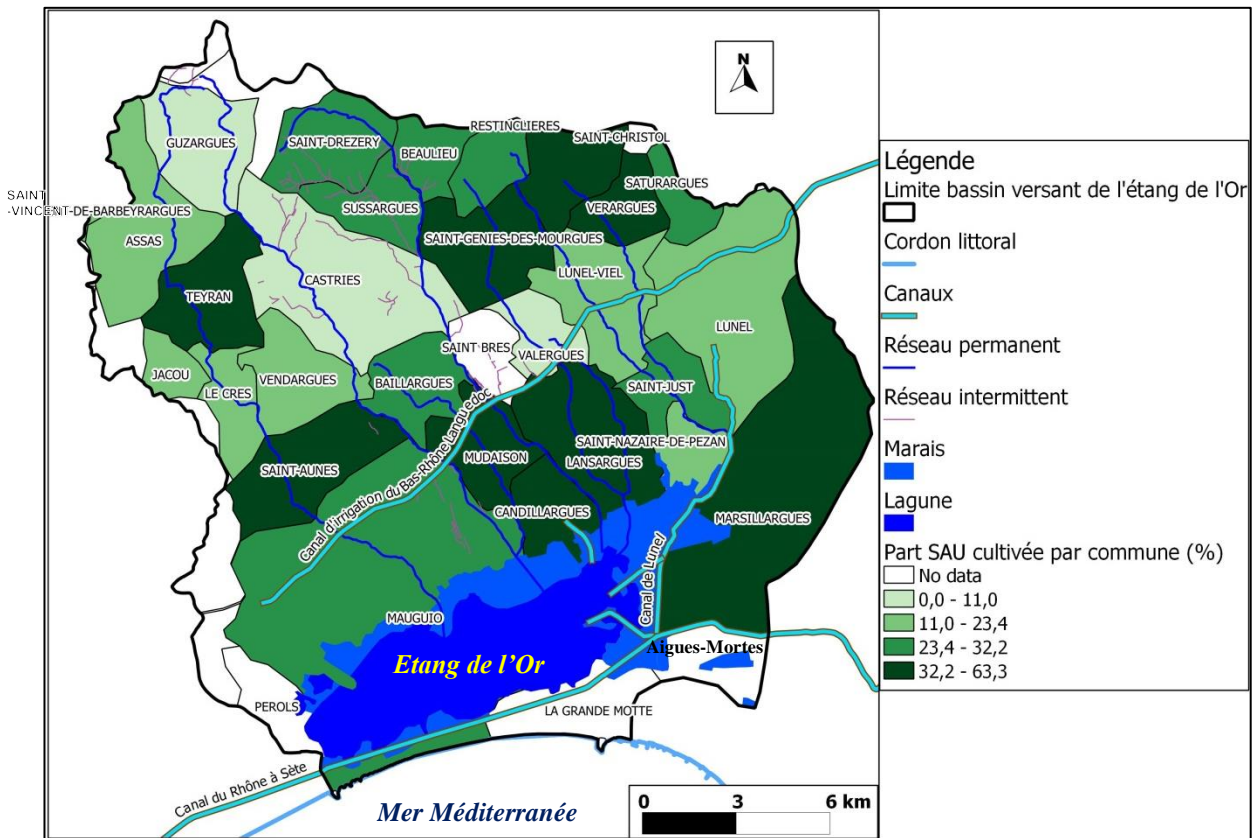 N
GUZARGUES
SAINT-DREZERY
RESTINCLIERES
BEAULIEU
SAINT-CHRISTOL
SATURARGUES
SAINT
-VINCENT-DE-BARBEYRARGUES
SUSSARGUES
VERARGUES
ASSAS
SAINT-GENIES-DES-MOURGUES
CASTRIES
LUNEL-VIEL
TEYRAN
LUNEL
SAINT BRES
VALERGUES
JACOU
VENDARGUES
BAILLARGUES
LE CRES
SAINT-JUST
SAINT-NAZAIRE-DE-PEZAN
MUDAISON
LANSARGUES
SAINT-AUNES
Canal d'irrigation du Bas-Rhône Languedoc
CANDILLARGUES
MARSILLARGUES
Canal de Lunel
MAUGUIO
Aigues-Mortes
Etang de l’Or
PEROLS
LA GRANDE MOTTE
Canal du Rhône à Sète
Mer Méditerranée
0 3 6 km
Légende
Limite bassin versant de l'étang de l'Or
Cordon littoral
Canaux
Réseau permanent
Réseau intermittent
Marais
Lagune
Part SAU cultivée par commune (%)
No data
0,0 - 11,0
11,0 - 23,4
23,4 - 32,2
32,2 - 63,3